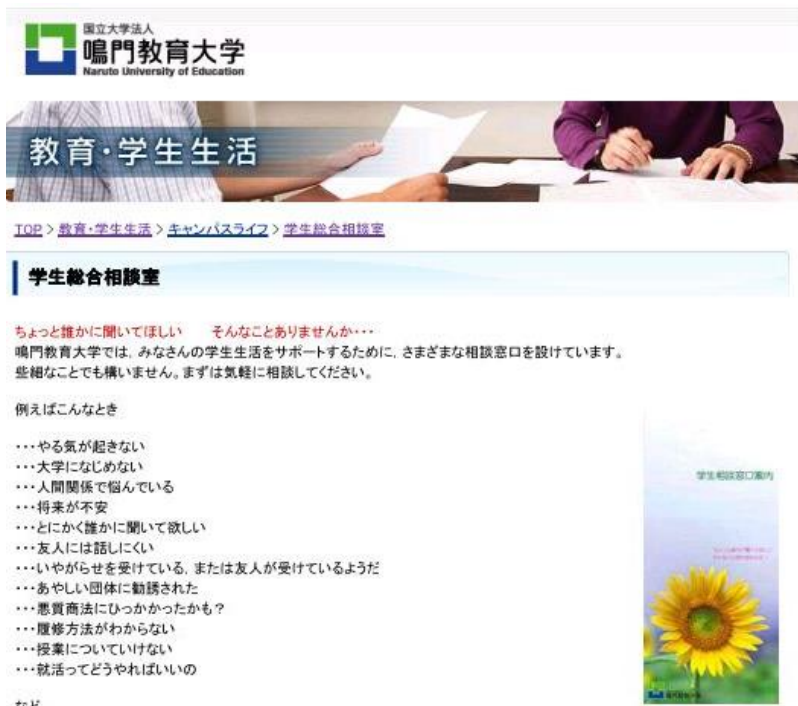 国立大学法人
鳴門教育大学
Naruto University of Education
教育・学生生活
TOP > 教育・学生生活 > キャンパスライフ > 学生総合相談室
学生総合相談室
ちょっと誰かに聞いてほしい　　そんなことありませんか・・・
鳴門教育大学では, みなさんの学生生活をサポートするために, さまざまな相談窓口を設けています。
些細なことでも構いません。まずは気軽に相談してください。
例えばこんなとき
・・・やる気が起きない
・・・大学になじめない
・・・人間関係で悩んでいる
・・・将来が不安
・・・とにかく誰かに聞いて欲しい
・・・友人には話しにくい
・・・いやがらせを受けている, または友人が受けているようだ
・・・あやしい団体に勧誘された
・・・悪質商法にひっかかったかも？
・・・履修方法がわからない
・・・授業についていけない
・・・就活ってどうやればいいの
など
学生相談窓口案内
鳴門教育大学